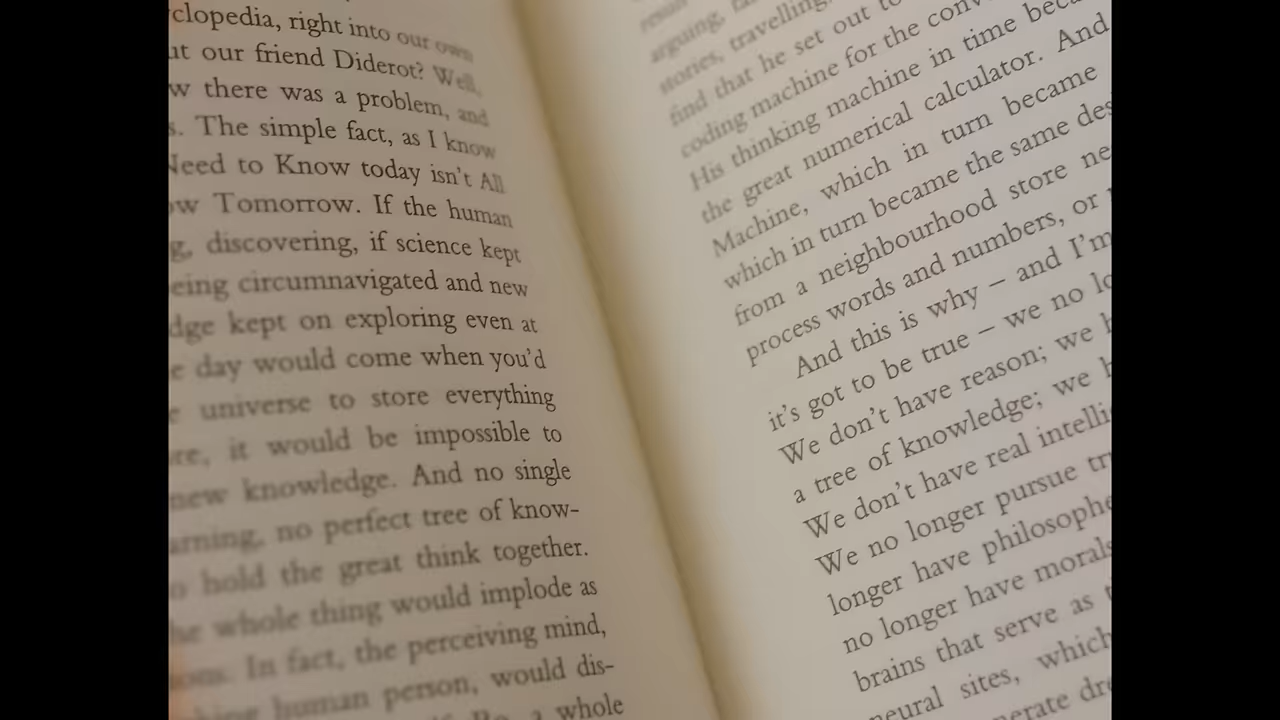 clopedia, right into our own
ut our friend Diderot? Well,
w there was a problem, and
s. The simple fact, as I know
Need to Know today isn't All
ow Tomorrow. If the human
g, discovering, if science kept
eing circumnavigated and new
dge kept on exploring even at
e day would come when you'd
e universe to store everything
re, it would be impossible to
new knowledge. And no single
arning, no perfect tree of know-
o hold the great think together.
he whole thing would implode as
In fact, the perceiving mind,
human person, would dis-
a whole
arguing,
stories, travelling,
find that he set out to
coding machine for the conv
His thinking machine in time beca
the great numerical calculator. And
Machine, which in turn became
which in turn became the same des
from a neighbourhood store ne
process words and numbers, or
And this is why – and I'm
it's got to be true – we no lo
We don't have reason; we h
a tree of knowledge; we h
We don't have real intelli
We no longer pursue tr
longer have philosophe
no longer have morals
brains that serve as t
neural sites, which
nerate dre